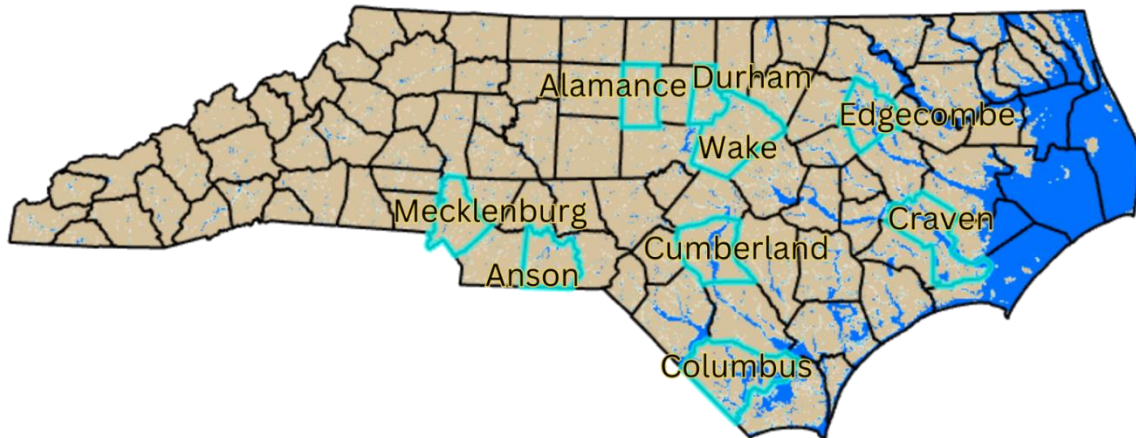 Alamance
Durham
Edgecombe
Wake
Mecklenburg
Craven
Cumberland
Anson
Columbus